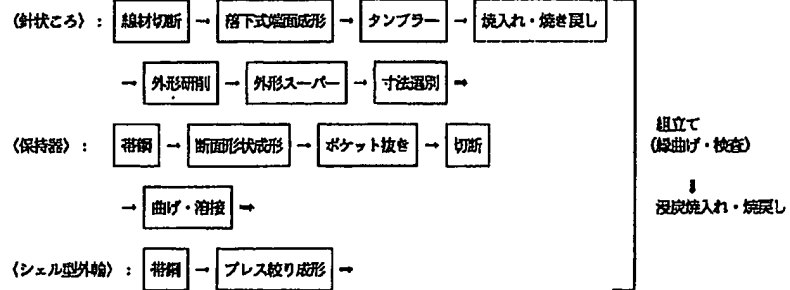 〈針状ころ〉： 線材切断 → 落下式端面成形 → タンブラー → 焼入れ・焼き戻し
→ 外形研削 → 外形スーパー → 寸法選別 →
組立て
〈保持器〉： 帯鋼 → 断面形状成形 → ポケット抜き → 切断
(縁曲げ・検査)
⬇
→ 曲げ・溶接 →
浸炭焼入れ・焼戻し
〈シェル型外輪〉： 帯鋼 → プレス絞り成形 →